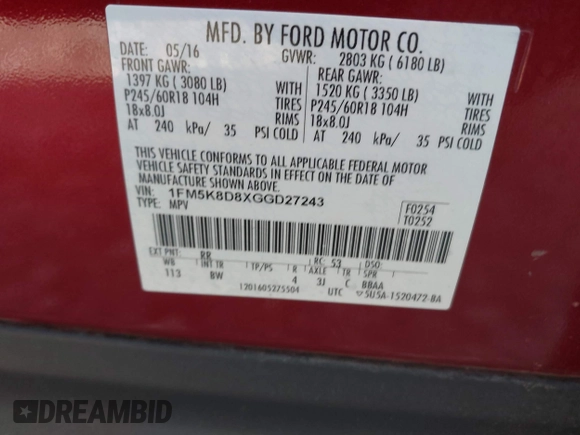 MFD. BY FORD MOTOR CO.
DATE: 05/16 GVWR: 2803 KG ( 6180 LB)
FRONT GAWR: REAR GAWR:
1397 KG ( 3080 LB) WITH 1520 KG ( 3350 LB) WITH
P245/60R18 104H TIRES P245/60R18 104H TIRES
18x8.0J RIMS 18x8.0J RIMS
AT 240 kPa/ 35 PSI COLD AT 240 kPa/ 35 PSI COLD
THIS VEHICLE CONFORMS TO ALL APPLICABLE FEDERAL MOTOR
VEHICLE SAFETY STANDARDS IN EFFECT ON THE DATE OF
MANUFACTURE SHOWN ABOVE.
VIN: 1FM5K8D8XGGD27243
TYPE: MPV
F0254
T0252
EXT PNT: RR RC: 53 DSO:
WB INT TR TP/PS R AXLE TR SPR
113 BW 4 3J C BBAA
1201605275504 UTC 5U5A-1520472-BA
DREAMBID